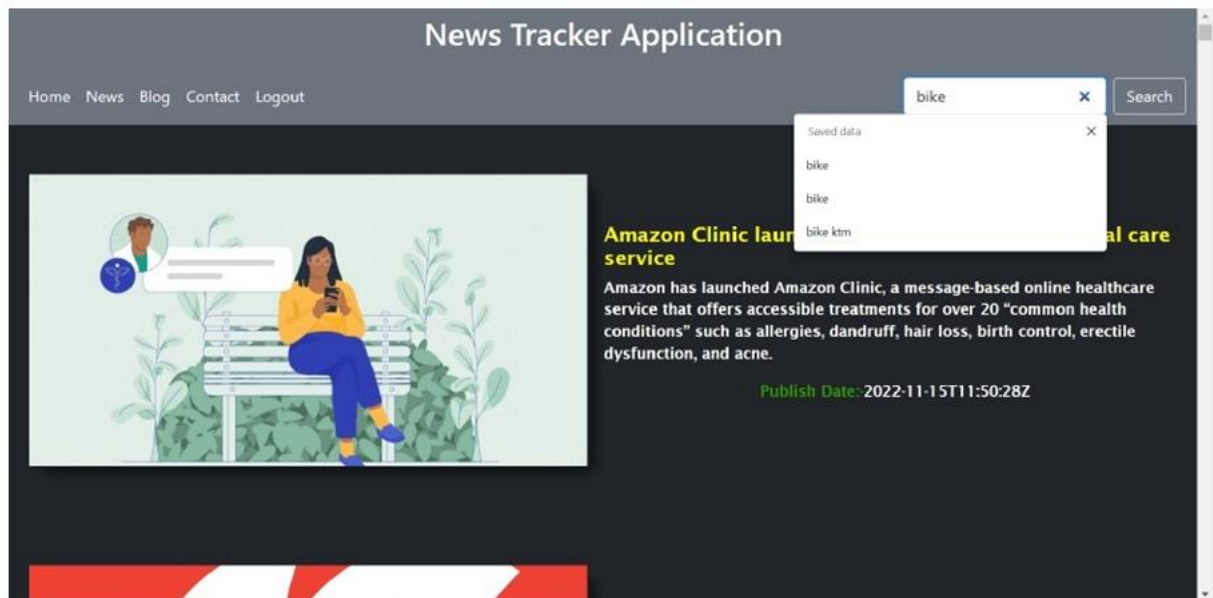 News Tracker Application
Home News Blog Contact Logout
bike
Search
Saved data
bike
bike
bike ktm
Amazon Clinic al care
service
Amazon has launched Amazon Clinic, a message-based online healthcare
service that offers accessible treatments for over 20 “common health
conditions” such as allergies, dandruff, hair loss, birth control, erectile
dysfunction, and acne.
Publish Date:-2022-11-15T11:50:28Z